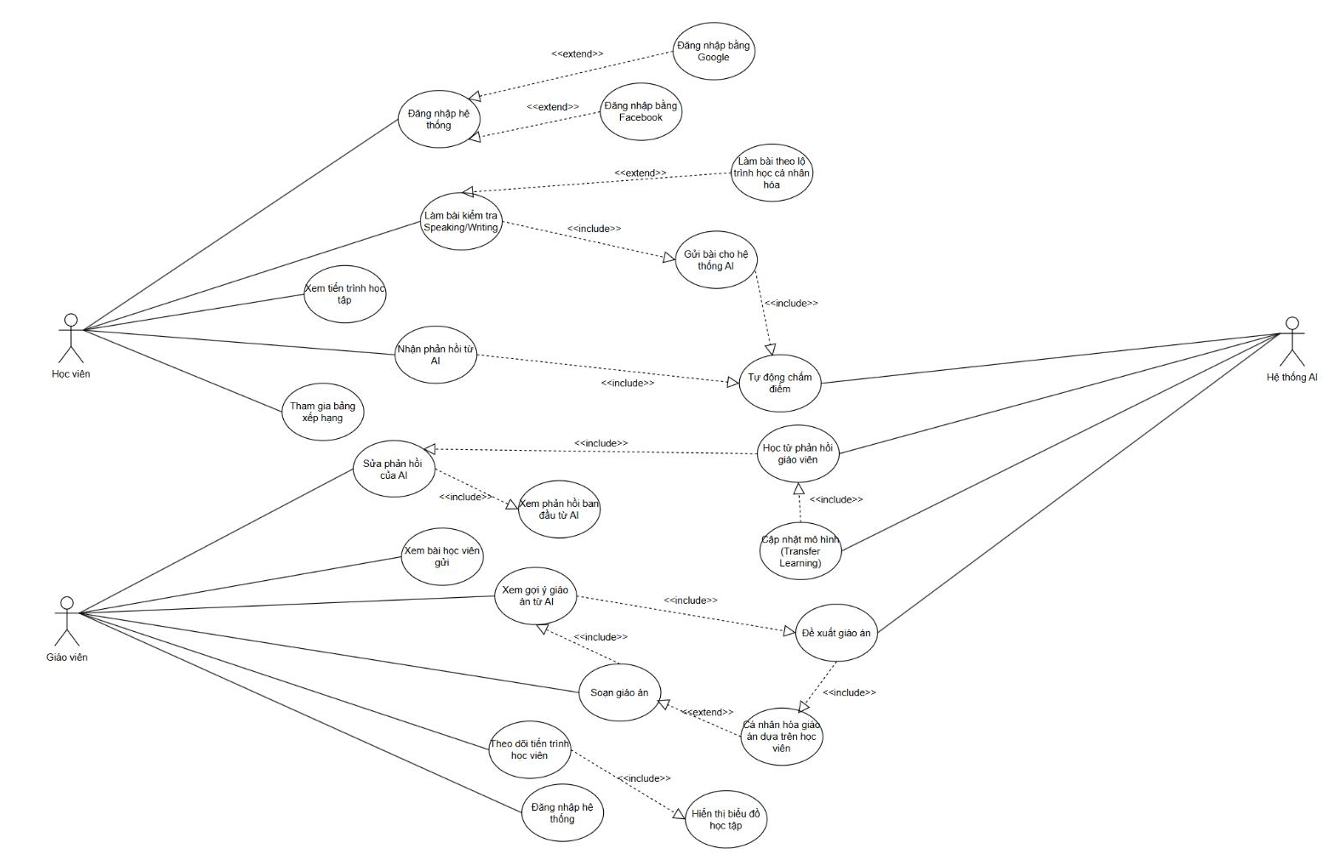 Đăng nhập bằng
Google
<<extend>>
Đăng nhập hệ
thống
<<extend>>
Đăng nhập bằng
Facebook
Làm bài theo lộ
trình học cá nhân
hóa
<<extend>>
Làm bài kiểm tra
Speaking/Writing
<<include>>
Gửi bài cho hệ
thống AI
Xem tiến trình học
tập
<<include>>
Học viên
Nhận phản hồi từ
AI
<<include>>
Tự động chấm
điểm
Hệ thống AI
Tham gia bảng
xếp hạng
<<include>>
Học từ phản hồi
giáo viên
Sửa phản hồi
của AI
<<include>>
Xem phản hồi ban
đầu từ AI
<<include>>
Cập nhật mô hình
(Transfer
Learning)
Xem bài học viên
gửi
Xem gợi ý giáo
án từ AI
<<include>>
Đề xuất giáo án
Giáo viên
<<include>>
Soạn giáo án
<<include>>
<<extend>>
Cá nhân hóa giáo
án dựa trên học
viên
Theo dõi tiến trình
học viên
<<include>>
Đăng nhập hệ
thống
Hiển thị biểu đồ
học tập